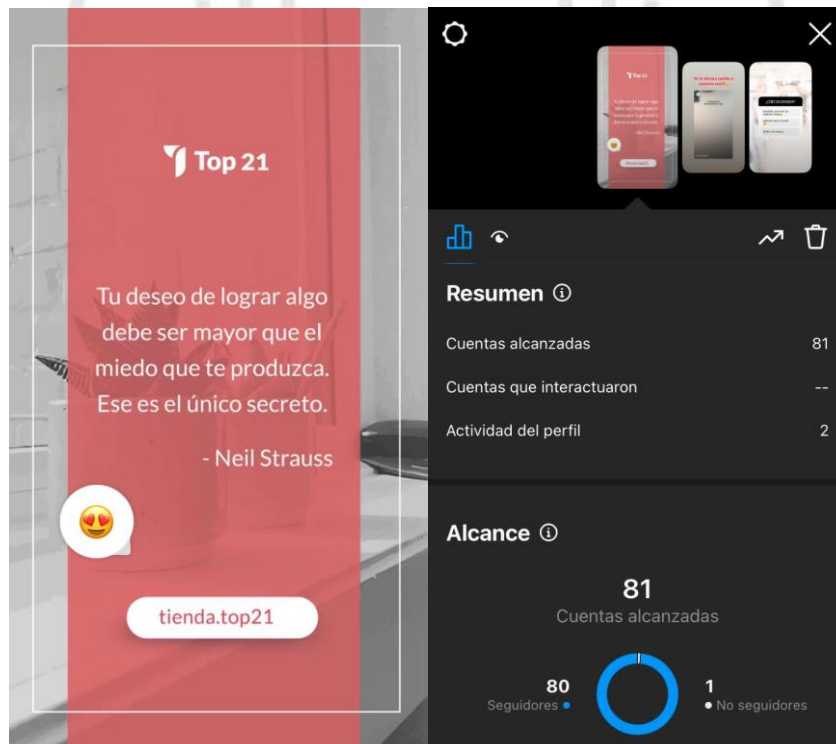 Top 21
Tu deseo de lograr algo
debe ser mayor que el
miedo que te produzca.
Ese es el único secreto.
- Neil Strauss
tienda.top21
Resumen
Cuentas alcanzadas 81
Cuentas que interactuaron --
Actividad del perfil 2
Alcance
81
Cuentas alcanzadas
80
Seguidores
1
No seguidores